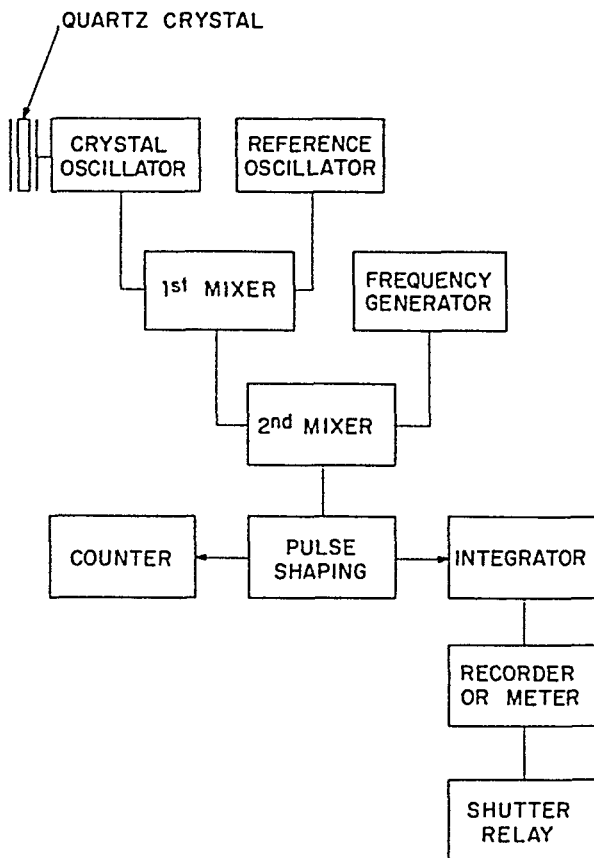 QUARTZ CRYSTAL
CRYSTAL
OSCILLATOR
REFERENCE
OSCILLATOR
1st MIXER
FREQUENCY
GENERATOR
2nd MIXER
COUNTER
PULSE
SHAPING
INTEGRATOR
RECORDER
OR METER
SHUTTER
RELAY